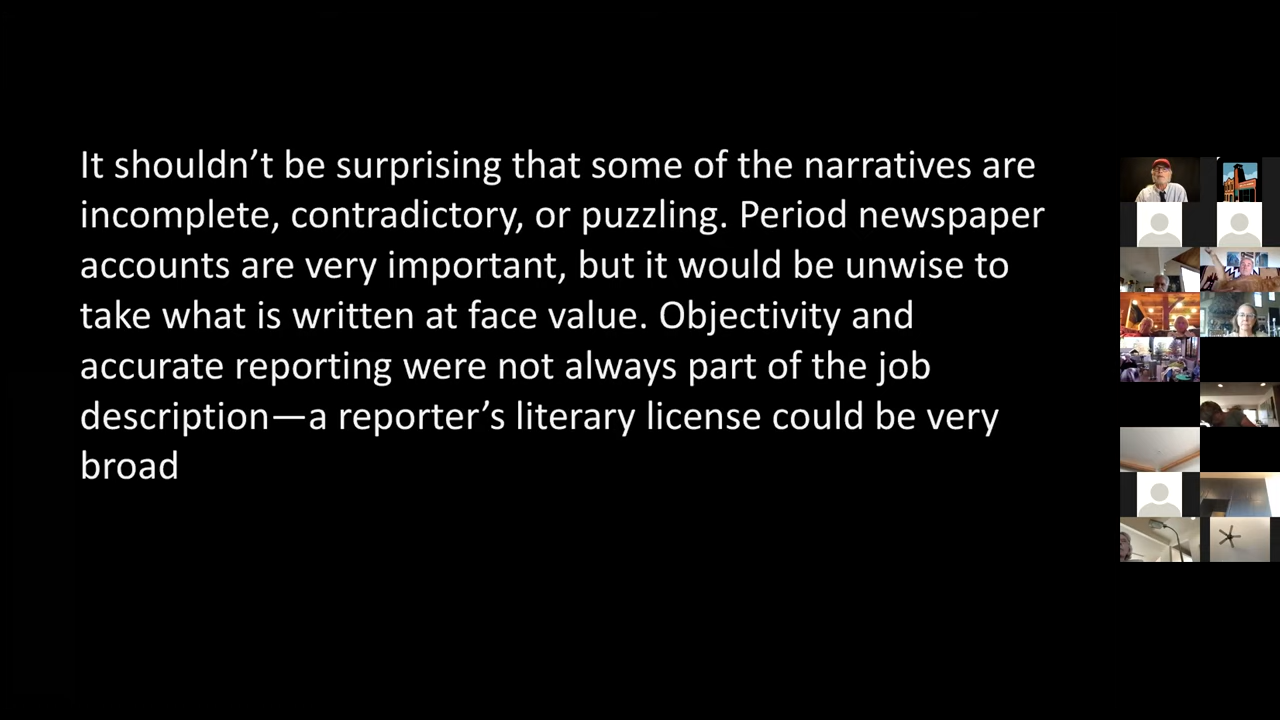 It shouldn’t be surprising that some of the narratives are
incomplete, contradictory, or puzzling. Period newspaper
accounts are very important, but it would be unwise to
take what is written at face value. Objectivity and
accurate reporting were not always part of the job
description—a reporter’s literary license could be very
broad